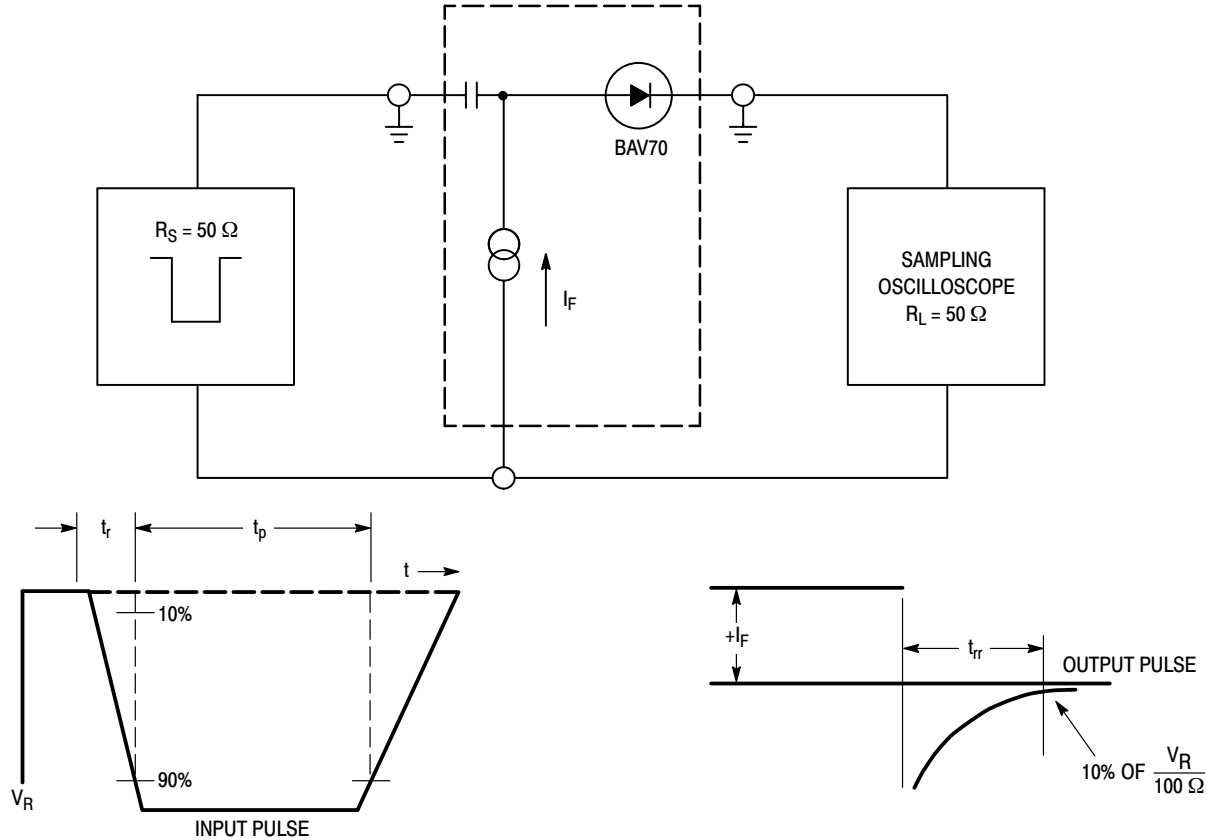 BAV70
R_S = 50 Ω
I_F
SAMPLING
OSCILLOSCOPE
R_L = 50 Ω
t_r
t_p
t
10%
90%
V_R
INPUT PULSE
+I_F
t_rr
OUTPUT PULSE
10% OF V_R / 100 Ω